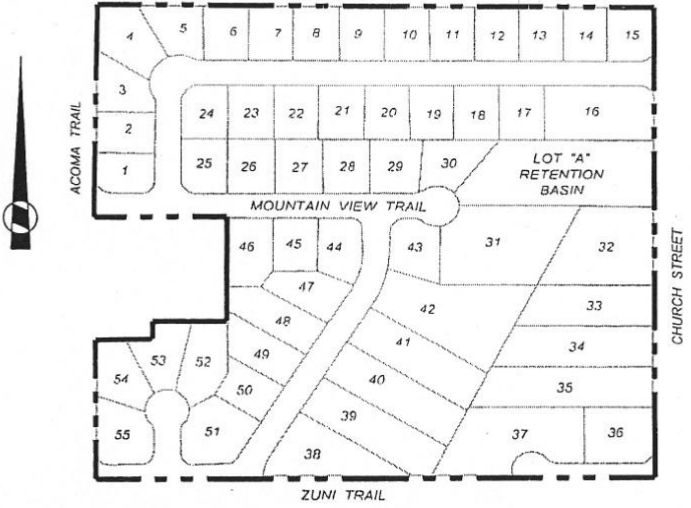 4 5 6 7 8 9 10 11 12 13 14 15
3
2
1
24 23 22 21 20 19 18 17 16
25 26 27 28 29 30
LOT "A"
RETENTION
BASIN
ACOMA TRAIL
MOUNTAIN VIEW TRAIL
46 45 44 43 31 32
47
48
49
50
42
41
40
39
38
33
34
35
37 36
CHURCH STREET
54 53 52
55 51
ZUNI TRAIL